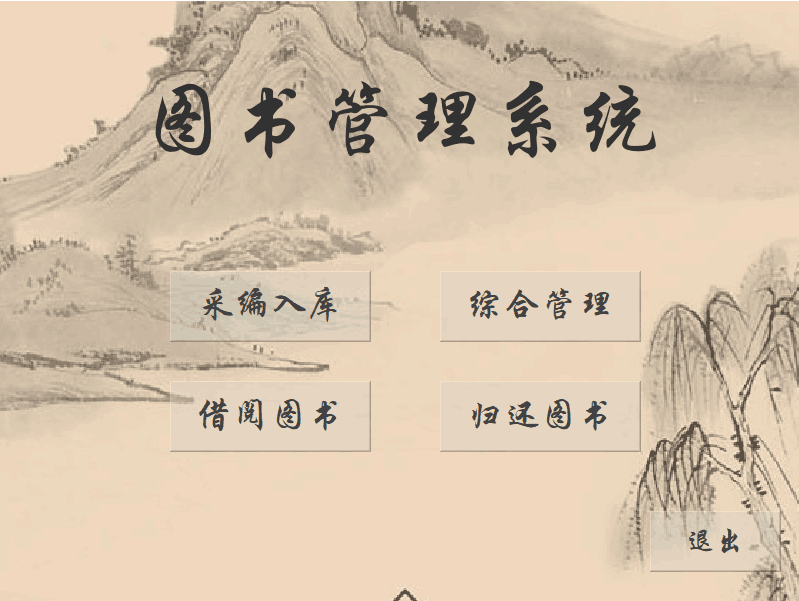 图书管理系统
采编入库
综合管理
借阅图书
归还图书
退出